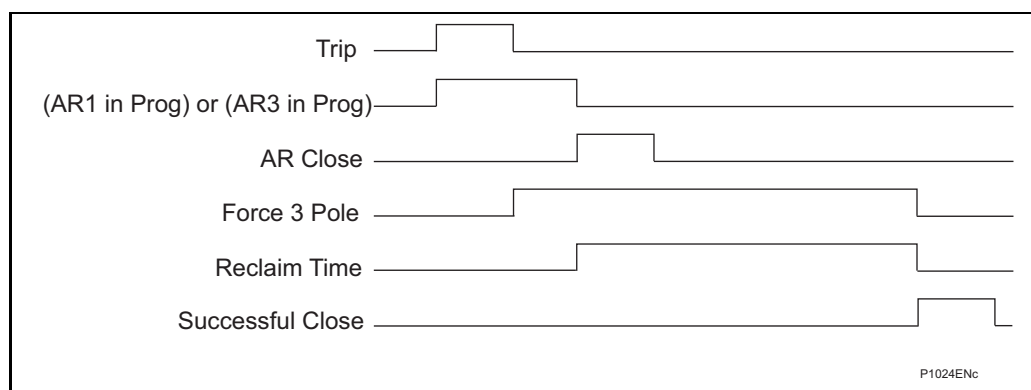 Trip
(AR1 in Prog) or (AR3 in Prog)
AR Close
Force 3 Pole
Reclaim Time
Successful Close
P1024ENc